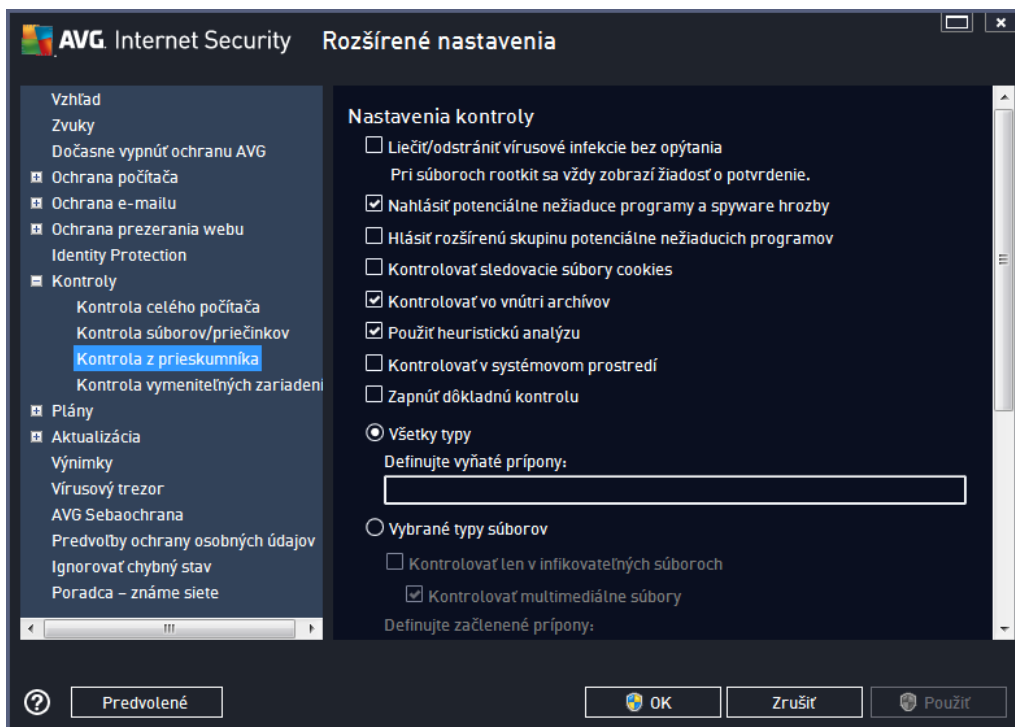 AVG. Internet Security Rozšírené nastavenia
Vzhľad
Zvuky
Dočasne vypnúť ochranu AVG
Ochrana počítača
Ochrana e-mailu
Ochrana prezerania webu
Identity Protection
Kontroly
Kontrola celého počítača
Kontrola súborov/priečinkov
Kontrola z prieskumníka
Kontrola vymeniteľných zariadení
Plány
Aktualizácia
Výnimky
Vírusový trezor
AVG Sebaochrana
Predvoľby ochrany osobných údajov
Ignorovať chybný stav
Poradca – známe siete
Nastavenia kontroly
Liečiť/odstrániť vírusové infekcie bez opýtania
Pri súboroch rootkit sa vždy zobrazí žiadosť o potvrdenie.
Nahlásiť potenciálne nežiaduce programy a spyware hrozby
Hlásiť rozšírenú skupinu potenciálne nežiaducich programov
Kontrolovať sledovacie súbory cookies
Kontrolovať vo vnútri archívov
Použiť heuristickú analýzu
Kontrolovať v systémovom prostredí
Zapnúť dôkladnú kontrolu
Všetky typy
Definujte vyňaté prípony:
Vybrané typy súborov
Kontrolovať len v infikovateľných súboroch
Kontrolovať multimediálne súbory
Definujte začlenené prípony:
? Predvolené OK Zrušiť Použiť